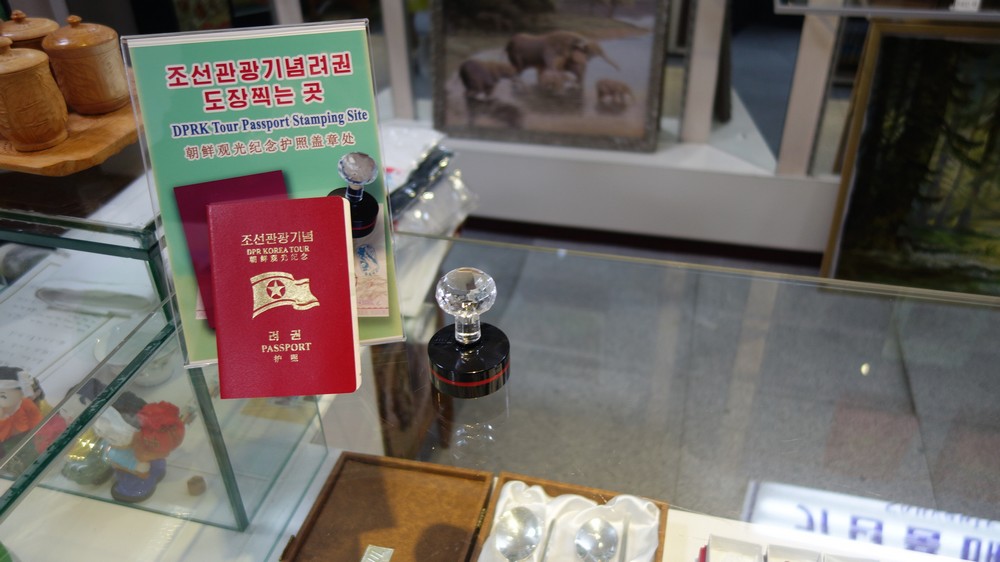 조선관광기념려권
도장찍는 곳
DPRK Tour Passport Stamping Site
朝鲜观光纪念护照盖章处
조선관광기념
DPR KOREA TOUR
朝鲜观光纪念
려 권
PASSPORT
护 照